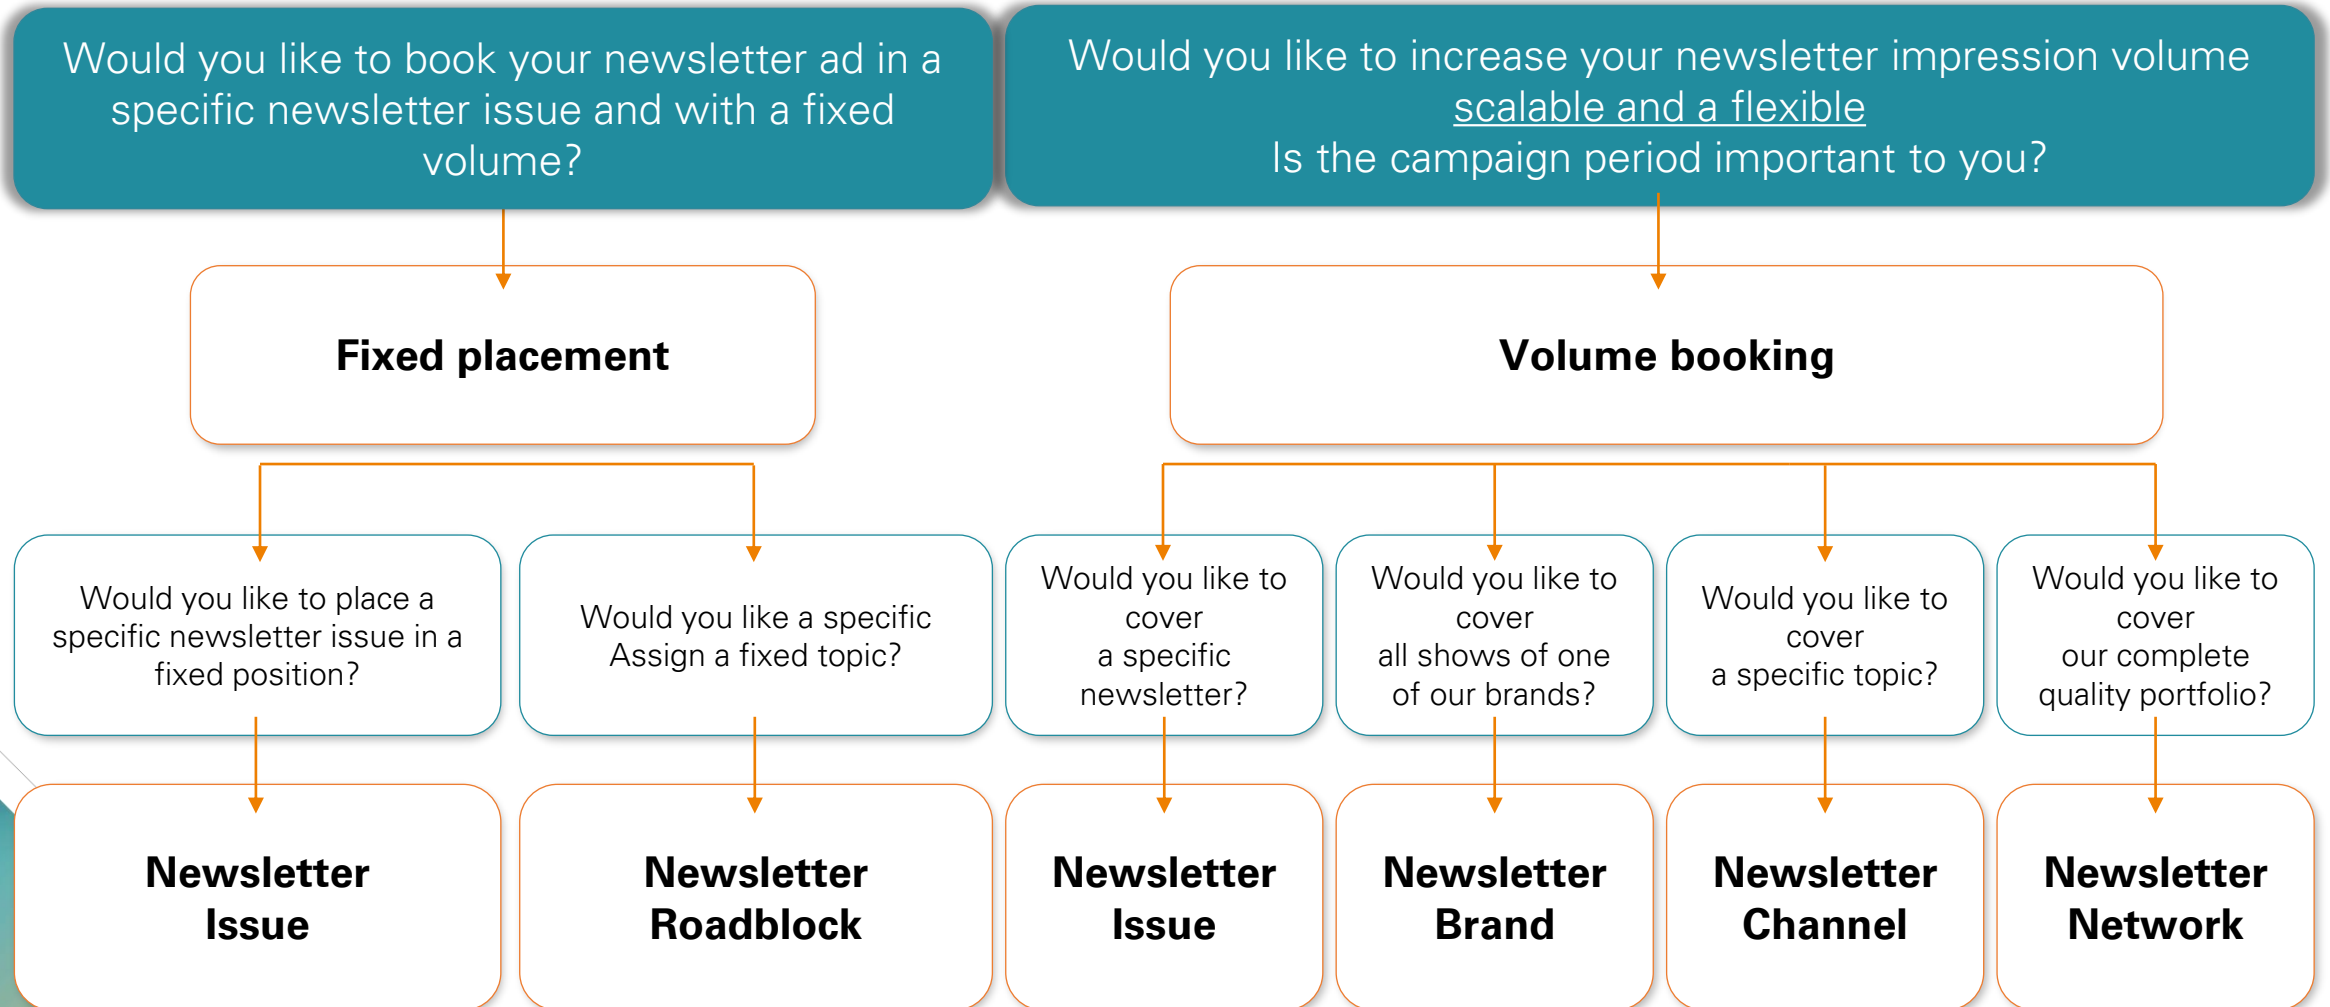 Would you like to book your newsletter ad in a
specific newsletter issue and with a fixed
volume?
Would you like to increase your newsletter impression volume
scalable and a flexible
Is the campaign period important to you?
Fixed placement
Volume booking
Would you like to place a
specific newsletter issue in a
fixed position?
Would you like a specific
Assign a fixed topic?
Would you like to
cover
a specific
newsletter?
Would you like to
cover
all shows of one
of our brands?
Would you like to
cover
a specific topic?
Would you like to
cover
our complete
quality portfolio?
Newsletter
Issue
Newsletter
Roadblock
Newsletter
Issue
Newsletter
Brand
Newsletter
Channel
Newsletter
Network